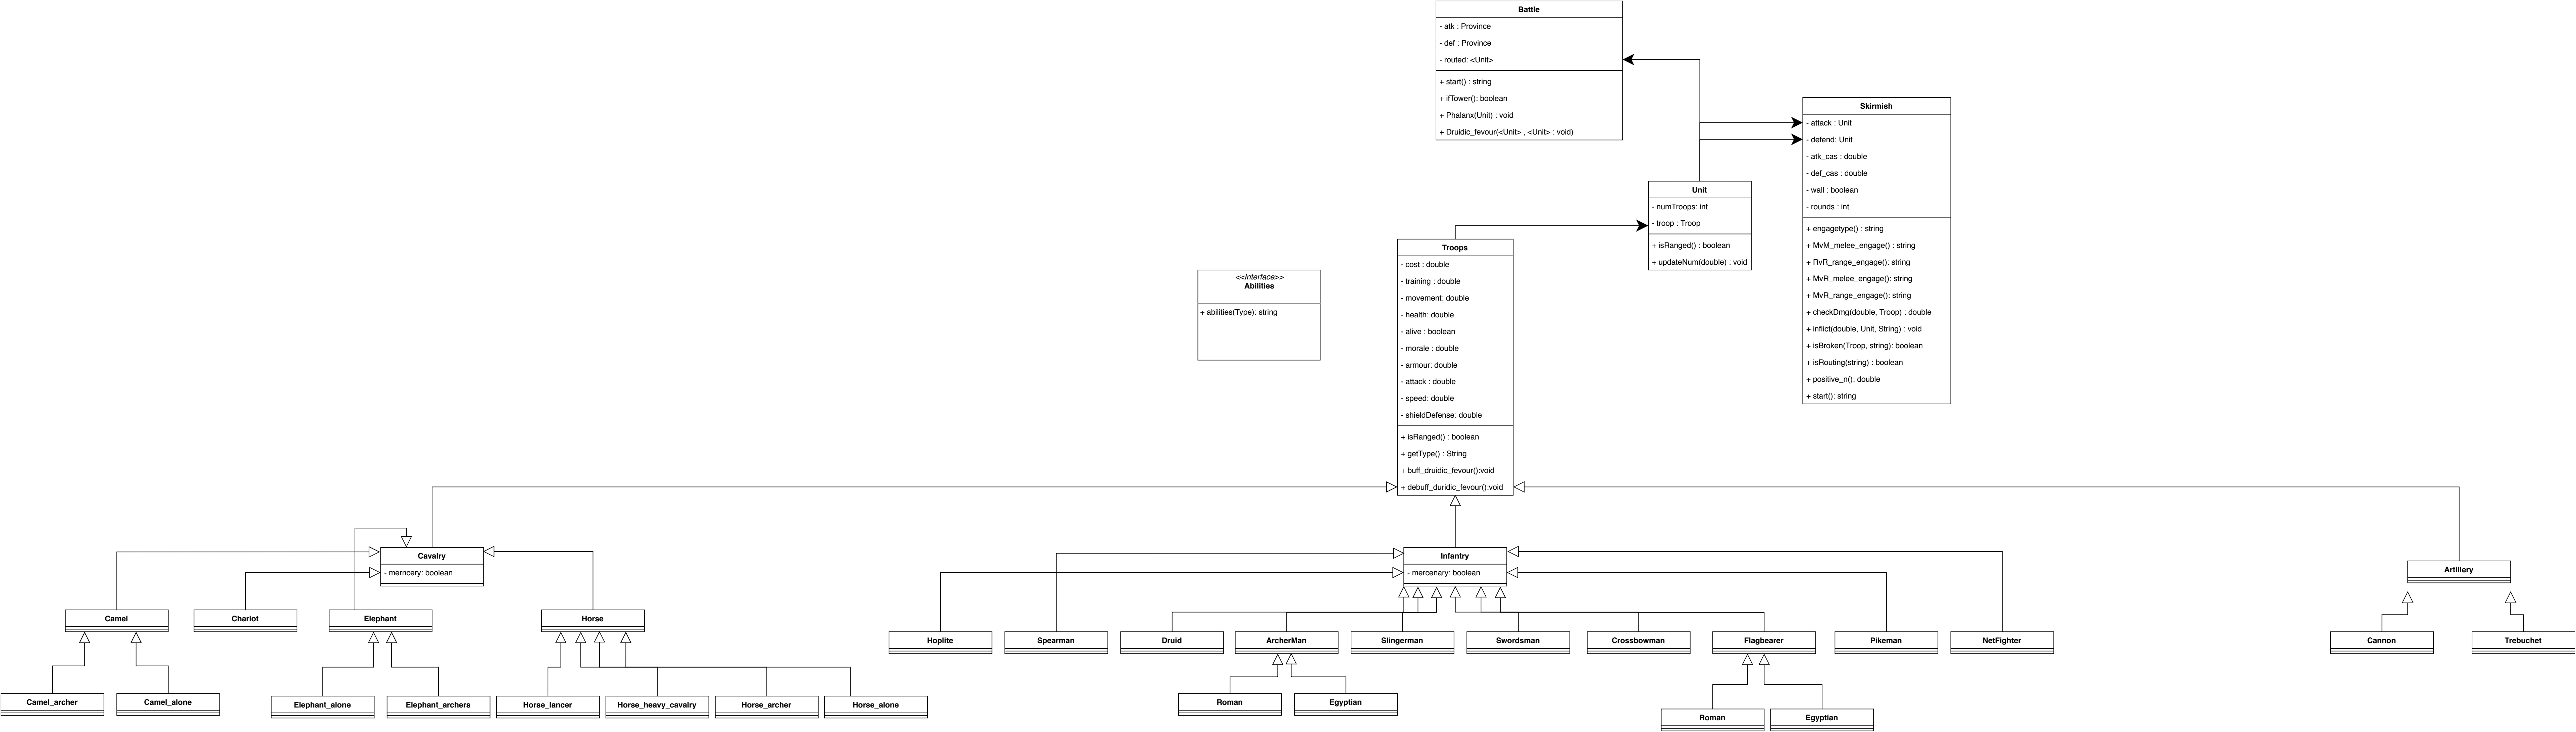 Battle
- atk : Province
- def : Province
- routed: <Unit>
+ start() : string
+ ifTower(): boolean
+ Phalanx(Unit) : void
+ Druidic_fevour(<Unit> , <Unit> : void)
Skirmish
- attack : Unit
- defend: Unit
- atk_cas : double
- def_cas : double
- wall : boolean
- rounds : int
+ engagetype() : string
+ MvM_melee_engage() : string
+ RvR_range_engage(): string
+ MvR_melee_engage(): string
+ MvR_range_engage(): string
+ checkDmg(double, Troop) : double
+ inflict(double, Unit, String) : void
+ isBroken(Troop, string): boolean
+ isRouting(string) : boolean
+ positive_n(): double
+ start(): string
Unit
- numTroops: int
- troop : Troop
+ isRanged() : boolean
+ updateNum(double) : void
Troops
- cost : double
- training : double
- movement: double
- health: double
- alive : boolean
- morale : double
- armour: double
- attack : double
- speed: double
- shieldDefense: double
+ isRanged() : boolean
+ getType() : String
+ buff_druidic_fevour():void
+ debuff_duridic_fevour():void
<<Interface>>
Abilities
+ abilities(Type): string
Cavalry
- merncery: boolean
Infantry
- mercenary: boolean
Artillery
Camel
Chariot
Elephant
Horse
Hoplite
Spearman
Druid
ArcherMan
Slingerman
Swordsman
Crossbowman
Flagbearer
Pikeman
NetFighter
Cannon
Trebuchet
Camel_archer
Camel_alone
Elephant_alone
Elephant_archers
Horse_lancer
Horse_heavy_cavalry
Horse_archer
Horse_alone
Roman
Egyptian
Roman
Egyptian